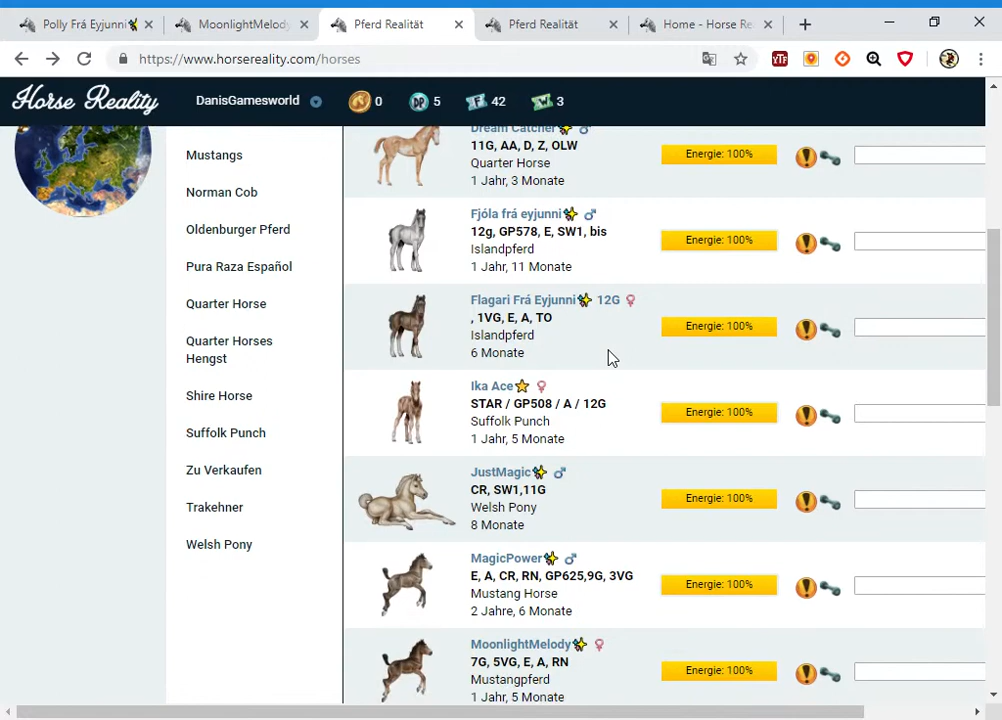 Polly Frá Eyjunni
MoonlightMelody
Pferd Realität
Pferd Realität
Home - Horse Re
https://www.horsereality.com/horses
YTF
Horse Reality
DanisGamesworld
0
DP 5
F 42
W 3
Mustangs
Norman Cob
Oldenburger Pferd
Pura Raza Español
Quarter Horse
Quarter Horses
Hengst
Shire Horse
Suffolk Punch
Zu Verkaufen
Trakehner
Welsh Pony
Dream Catcher
11G, AA, D, Z, OLW
Quarter Horse
1 Jahr, 3 Monate
Energie: 100%
Fjóla frá eyjunni
12g, GP578, E, SW1, bis
Islandpferd
1 Jahr, 11 Monate
Energie: 100%
Flagari Frá Eyjunni 12G
, 1VG, E, A, TO
Islandpferd
6 Monate
Energie: 100%
Ika Ace
STAR / GP508 / A / 12G
Suffolk Punch
1 Jahr, 5 Monate
Energie: 100%
JustMagic
CR, SW1,11G
Welsh Pony
8 Monate
Energie: 100%
MagicPower
E, A, CR, RN, GP625,9G, 3VG
Mustang Horse
2 Jahre, 6 Monate
Energie: 100%
MoonlightMelody
7G, 5VG, E, A, RN
Mustangpferd
1 Jahr, 5 Monate
Energie: 100%